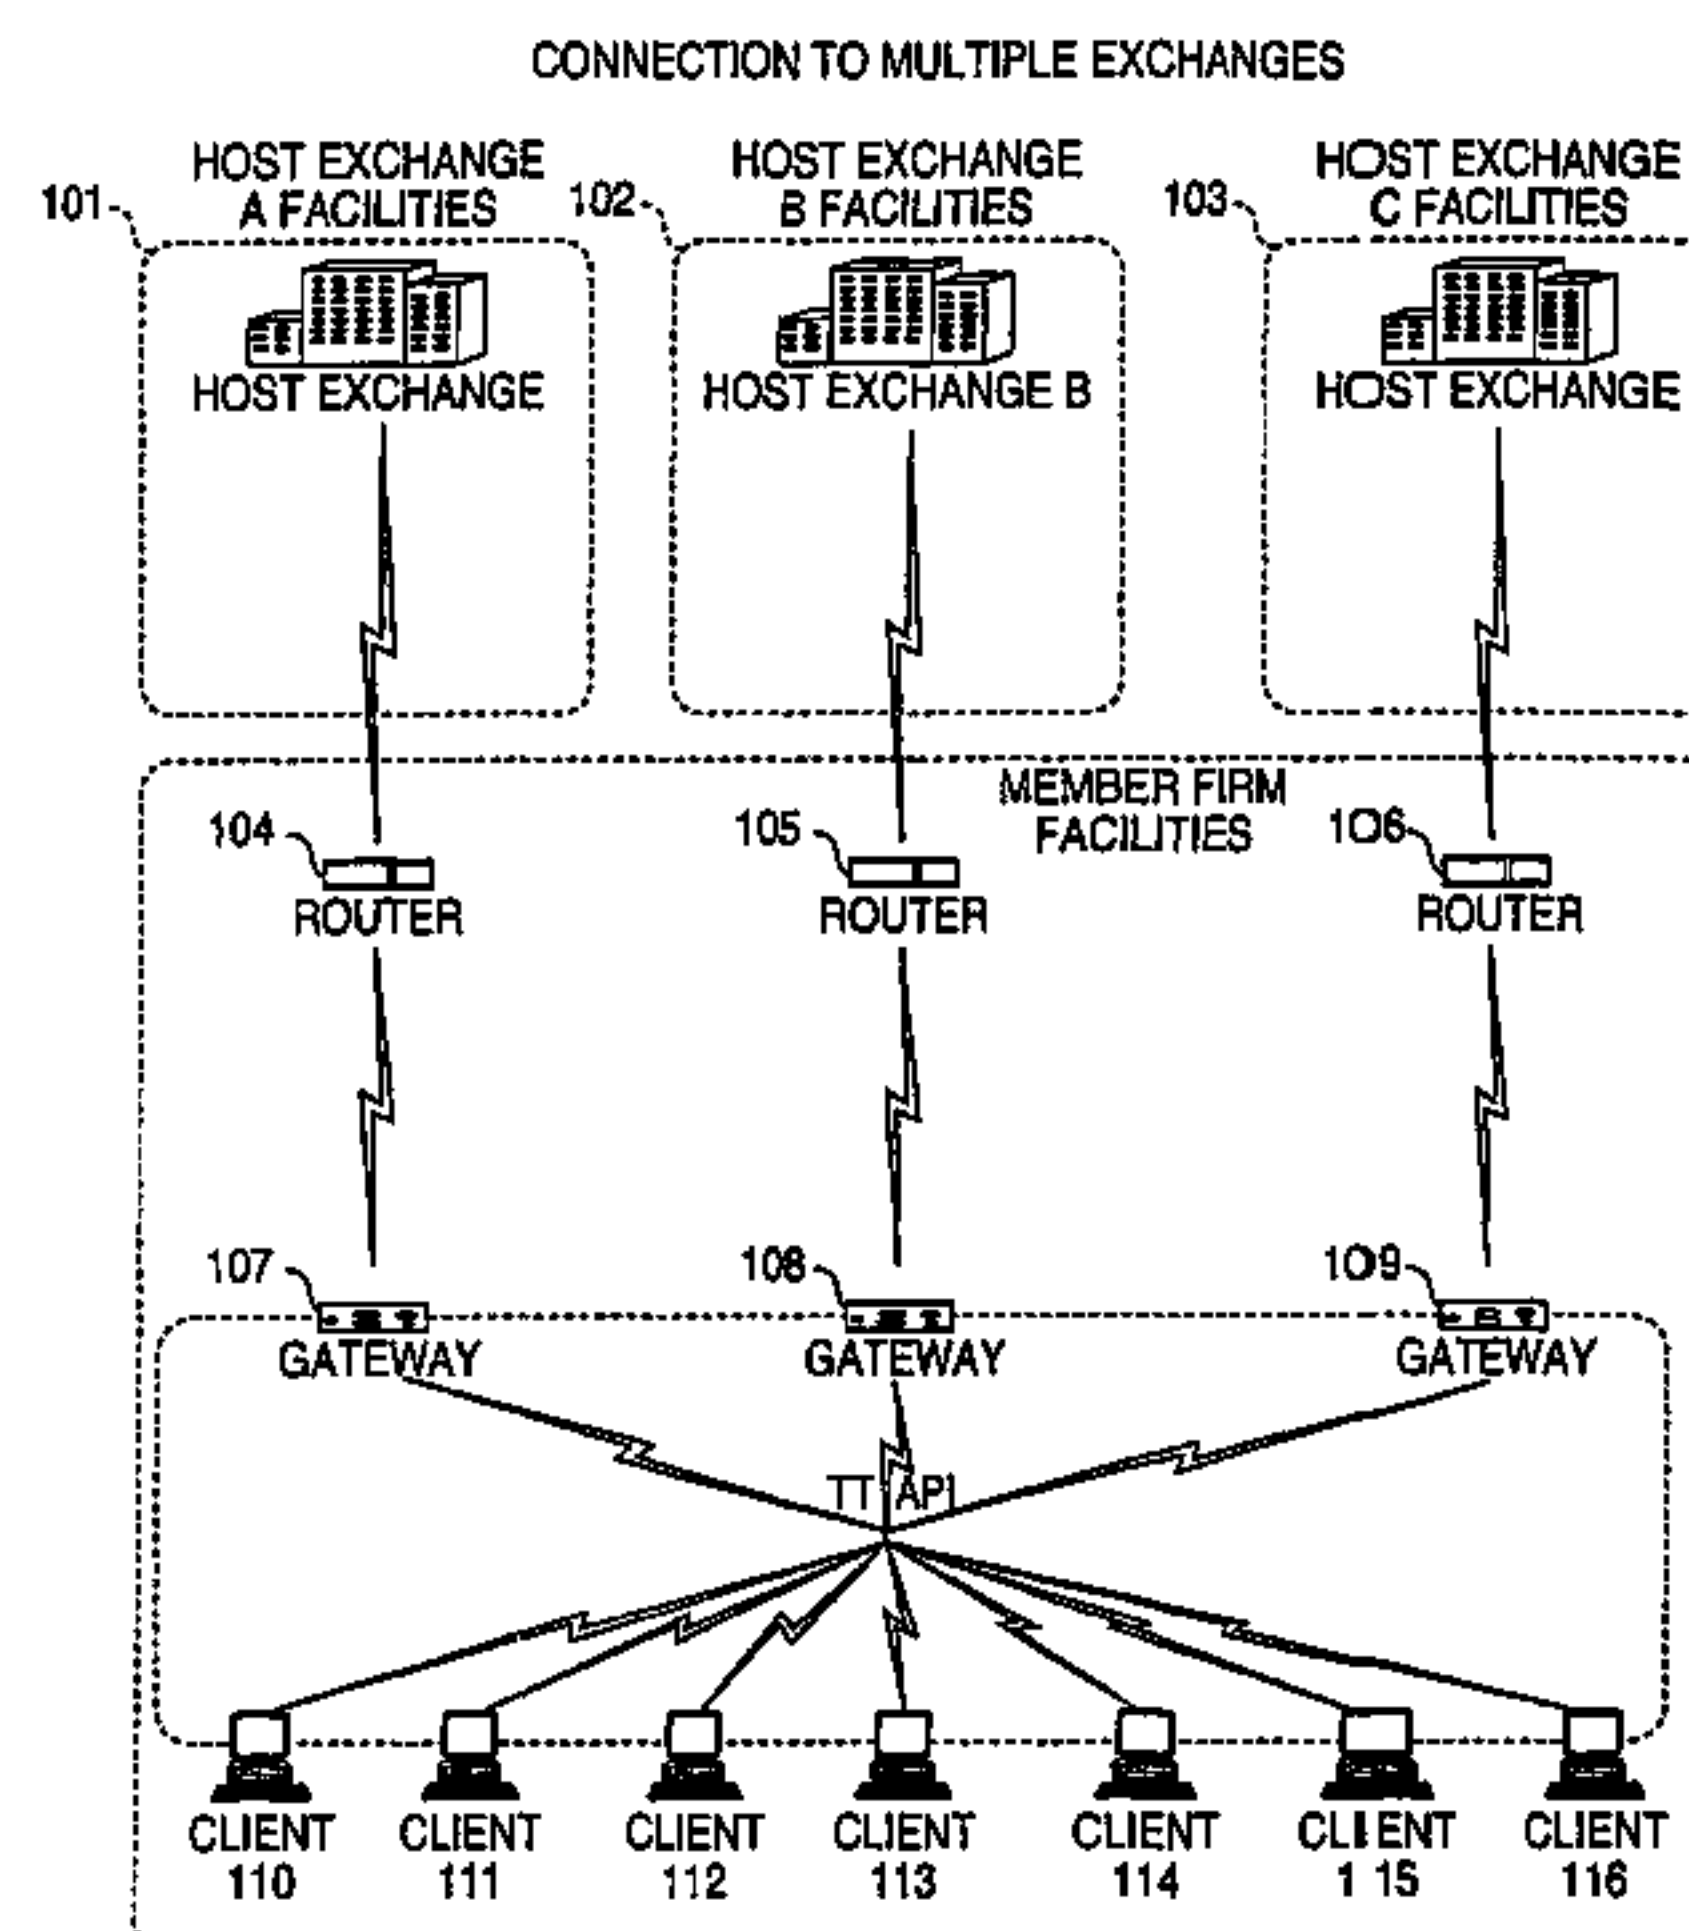 CONNECTION TO MULTIPLE EXCHANGES
HOST EXCHANGE
A FACILITIES
HOST EXCHANGE
B FACILITIES
HOST EXCHANGE
C FACILITIES
101
102
103
HOST EXCHANGE
HOST EXCHANGE B
HOST EXCHANGE
MEMBER FIRM
FACILITIES
104
105
106
ROUTER
ROUTER
ROUTER
107
108
109
GATEWAY
GATEWAY
GATEWAY
TT API
CLIENT
110
CLIENT
111
CLIENT
112
CLIENT
113
CLIENT
114
CLIENT
115
CLIENT
116